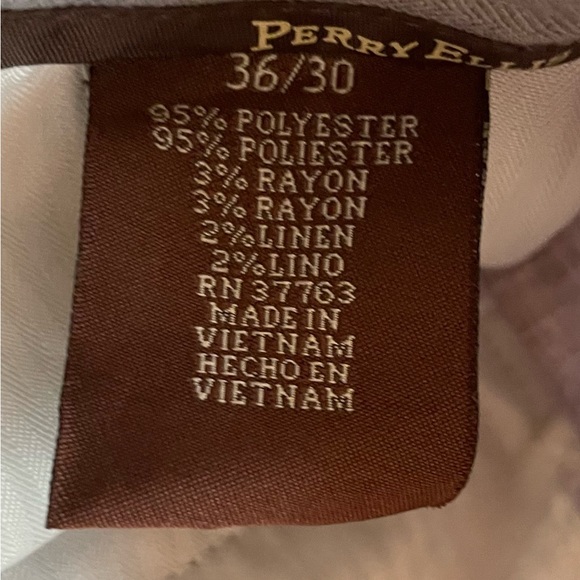 PERRY ELLIS
36/30
95% POLYESTER
95% POLIESTER
3% RAYON
3% RAYON
2% LINEN
2% LINO
RN 37763
MADE IN
VIETNAM
HECHO EN
VIETNAM